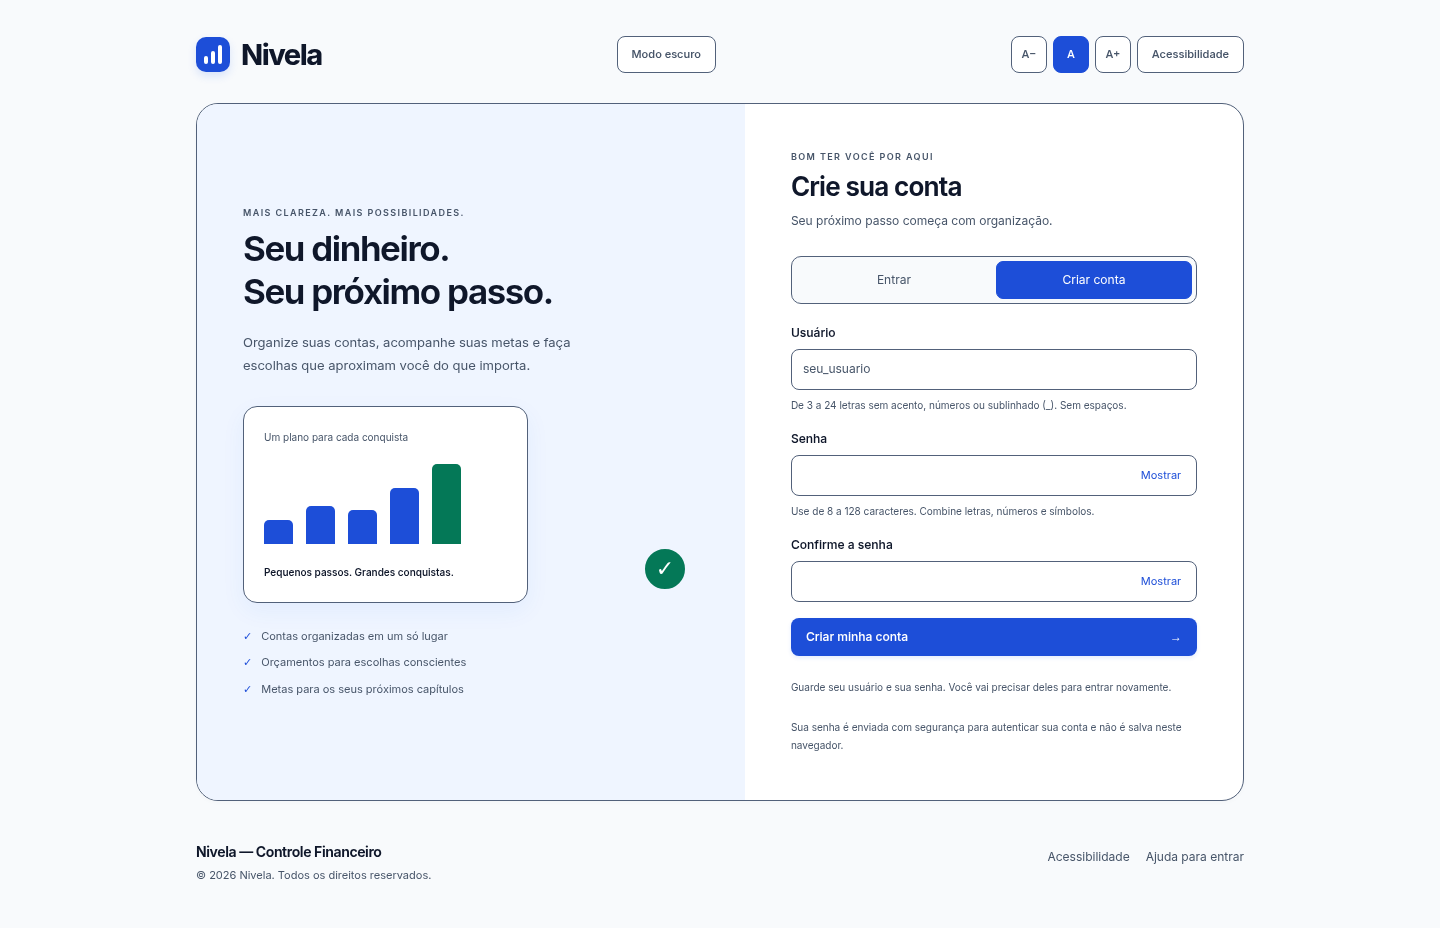 Nivela
Modo escuro
A−
A
A+
Acessibilidade
MAIS CLAREZA. MAIS POSSIBILIDADES.
Seu dinheiro.
Seu próximo passo.
Organize suas contas, acompanhe suas metas e faça
escolhas que aproximam você do que importa.
Um plano para cada conquista
Pequenos passos. Grandes conquistas.
✓
✓ Contas organizadas em um só lugar
✓ Orçamentos para escolhas conscientes
✓ Metas para os seus próximos capítulos
BOM TER VOCÊ POR AQUI
Crie sua conta
Seu próximo passo começa com organização.
Entrar
Criar conta
Usuário
seu_usuario
De 3 a 24 letras sem acento, números ou sublinhado (_). Sem espaços.
Senha
Mostrar
Use de 8 a 128 caracteres. Combine letras, números e símbolos.
Confirme a senha
Mostrar
Criar minha conta →
Guarde seu usuário e sua senha. Você vai precisar deles para entrar novamente.
Sua senha é enviada com segurança para autenticar sua conta e não é salva neste
navegador.
Nivela — Controle Financeiro
© 2026 Nivela. Todos os direitos reservados.
Acessibilidade
Ajuda para entrar